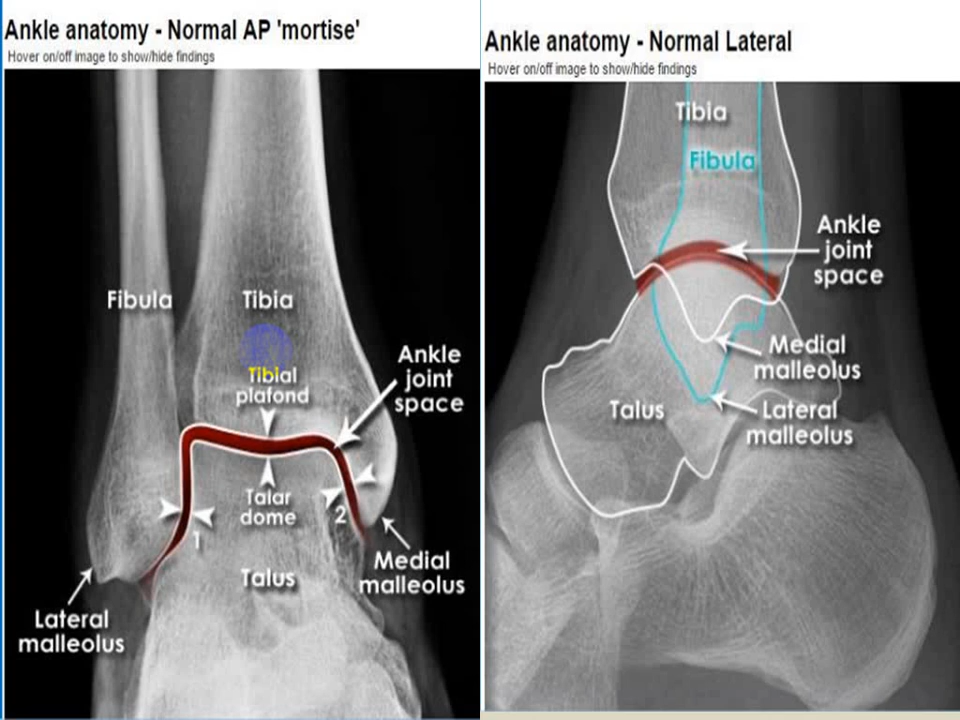 Ankle anatomy - Normal AP 'mortise'
Hover on/off image to show/hide findings
Fibula
Tibia
Tibial
plafond
Ankle
joint
space
Talar
dome
1
2
Talus
Medial
malleolus
Lateral
malleolus
Ankle anatomy - Normal Lateral
Hover on/off image to show/hide findings
Tibia
Fibula
Ankle
joint
space
Medial
malleolus
Talus
Lateral
malleolus